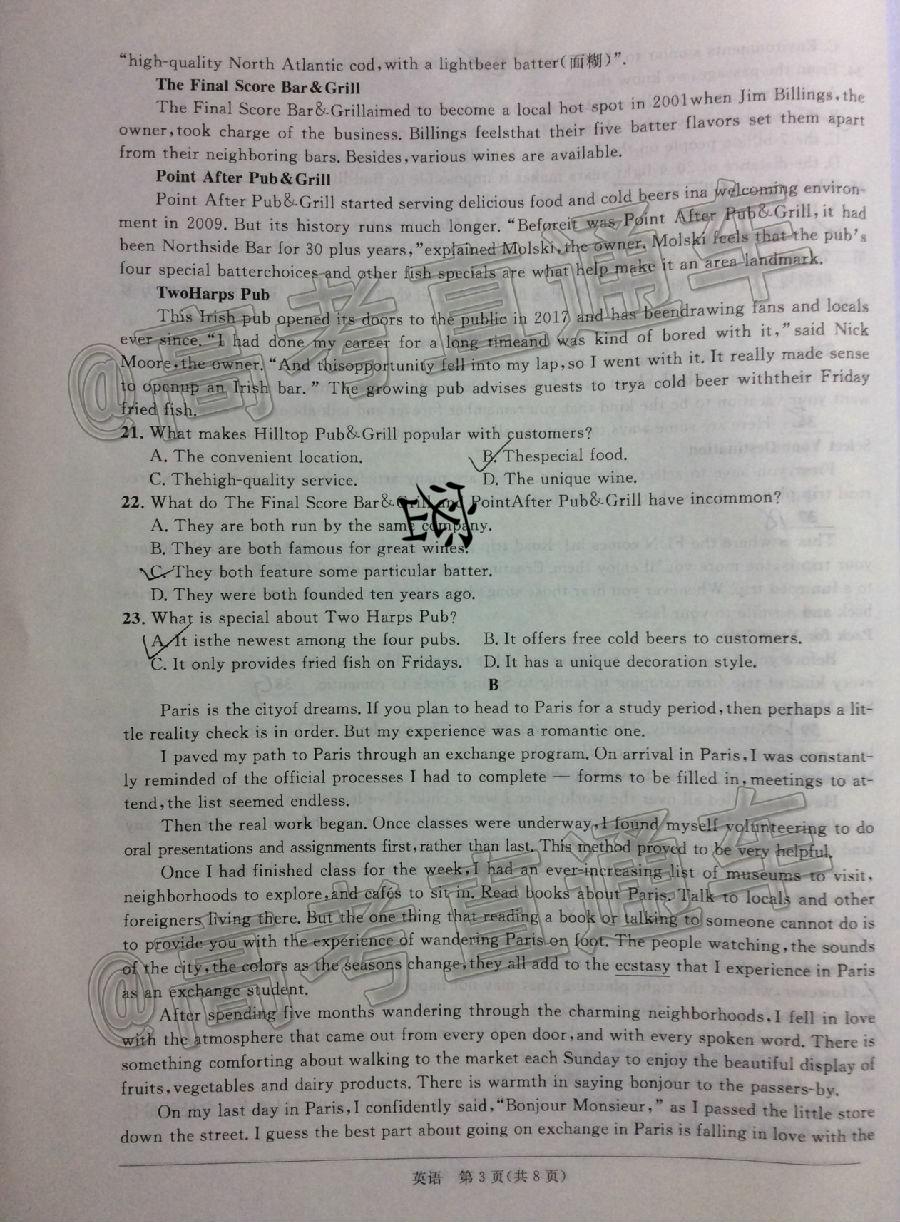 “high-quality North Atlantic cod, with a lightbeer batter(面糊)”.
The Final Score Bar&Grill
The Final Score Bar&Grillaimed to become a local hot spot in 2001when Jim Billings, the
owner, took charge of the business. Billings feelsthat their five batter flavors set them apart
from their neighboring bars. Besides, various wines are available.
Point After Pub&Grill
Point After Pub&Grill started serving delicious food and cold beers ina welcoming environ-
ment in 2009. But its history runs much longer. “Beforeit was Point After Pub&Grill, it had
been Northside Bar for 30 plus years, ”explained Molski, the owner. Molski feels that the pub's
four special batterchoices and other fish specials are what help make it an area landmark.
TwoHarps Pub
This Irish pub opened its doors to the public in 2017 and has beendrawing fans and locals
ever since. “I had done my career for a long timeand was kind of bored with it, ” said Nick
Moore, the owner. “And thisopportunity fell into my lap, so I went with it. It really made sense
to openup an Irish bar. ” The growing pub advises guests to trya cold beer withtheir Friday
fried fish.
21. What makes Hilltop Pub&Grill popular with customers?
A. The convenient location. B. Thespecial food.
C. Thehigh-quality service. D. The unique wine.
22. What do The Final Score Bar&Grill and PointAfter Pub&Grill have incommon?
A. They are both run by the same company.
B. They are both famous for great wines.
C. They both feature some particular batter.
D. They were both founded ten years ago.
23. What is special about Two Harps Pub?
A. It isthe newest among the four pubs. B. It offers free cold beers to customers.
C. It only provides fried fish on Fridays. D. It has a unique decoration style.
B
Paris is the cityof dreams. If you plan to head to Paris for a study period, then perhaps a lit-
tle reality check is in order. But my experience was a romantic one.
I paved my path to Paris through an exchange program. On arrival in Paris, I was constant-
ly reminded of the official processes I had to complete — forms to be filled in, meetings to at-
tend, the list seemed endless.
Then the real work began. Once classes were underway, I found myself volunteering to do
oral presentations and assignments first, rather than last. This method proved to be very helpful.
Once I had finished class for the week, I had an ever-increasing list of museums to visit,
neighborhoods to explore, and cafés to sit in. Read books about Paris. Talk to locals and other
foreigners living there. But the one thing that reading a book or talking to someone cannot do is
to provide you with the experience of wandering Paris on foot. The people watching, the sounds
of the city, the colors as the seasons change, they all add to the ecstasy that I experience in Paris
as an exchange student.
After spending five months wandering through the charming neighborhoods, I fell in love
with the atmosphere that came out from every open door, and with every spoken word. There is
something comforting about walking to the market each Sunday to enjoy the beautiful display of
fruits, vegetables and dairy products. There is warmth in saying bonjour to the passers-by.
On my last day in Paris, I confidently said, “Bonjour Monsieur,” as I passed the little store
down the street. I guess the best part about going on exchange in Paris is falling in love with the
英语 第 3 页(共 8 页)
@高考直通车
@高考直通车